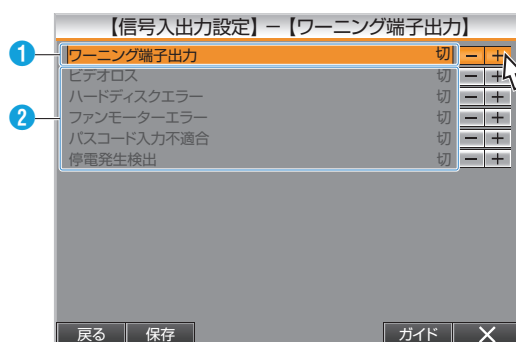 【信号入出力設定】－【ワーニング端子出力】
1 ワーニング端子出力 切 － ＋
ビデオロス 切 － ＋
ハードディスクエラー 切 － ＋
2 ファンモーターエラー 切 － ＋
パスコード入力不適合 切 － ＋
停電発生検出 切 － ＋
戻る 保存 ガイド ×